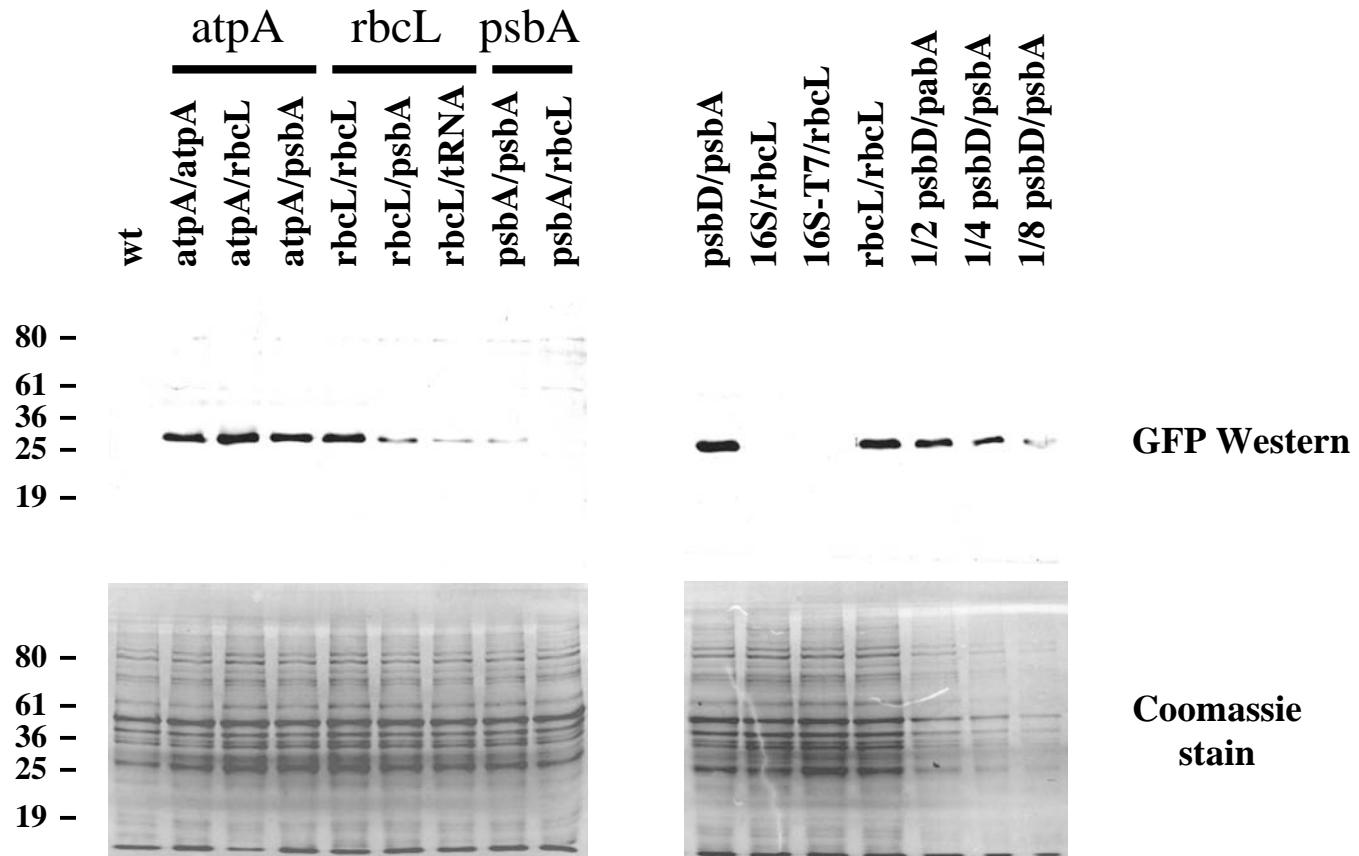 atpA rbcL psbA
wt
atpA/atpA
atpA/rbcL
atpA/psbA
rbcL/rbcL
rbcL/psbA
rbcL/tRNA
psbA/psbA
psbA/rbcL
psbD/psbA
16S/rbcL
16S-T7/rbcL
rbcL/rbcL
1/2 psbD/pabA
1/4 psbD/psbA
1/8 psbD/psbA
80 –
61 –
36 –
25 –
19 –
GFP Western
80 –
61 –
36 –
25 –
19 –
Coomassie
stain